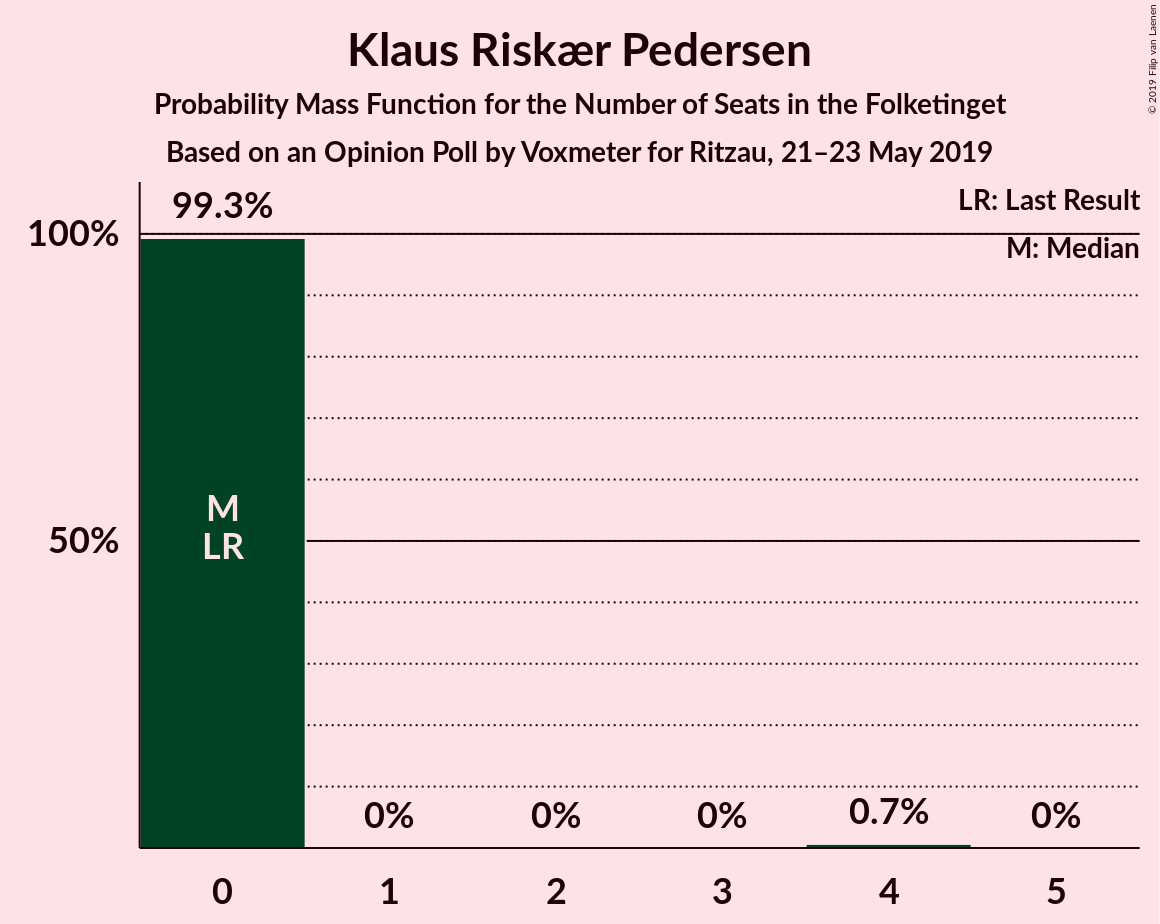 Klaus Riskær Pedersen
Probability Mass Function for the Number of Seats in the Folketinget
Based on an Opinion Poll by Voxmeter for Ritzau, 21–23 May 2019
© 2019 Filip van Laenen
LR: Last Result
M: Median
99.3%
100%
50%
M
LR
0%
0%
0%
0.7%
0%
0
1
2
3
4
5